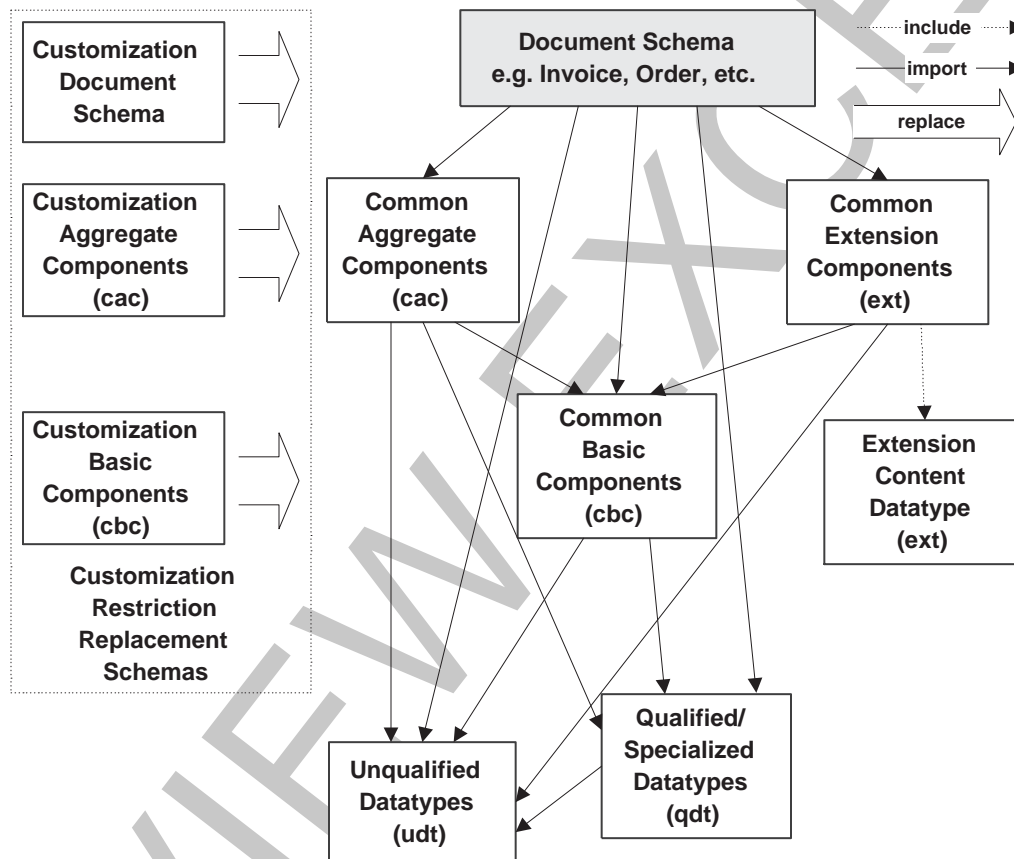 Customization
Document
Schema
Document Schema
e.g. Invoice, Order, etc.
include
import
replace
Customization
Aggregate
Components
(cac)
Common
Aggregate
Components
(cac)
Common
Extension
Components
(ext)
Customization
Basic
Components
(cbc)
Common
Basic
Components
(cbc)
Extension
Content
Datatype
(ext)
Customization
Restriction
Replacement
Schemas
Unqualified
Datatypes
(udt)
Qualified/
Specialized
Datatypes
(qdt)